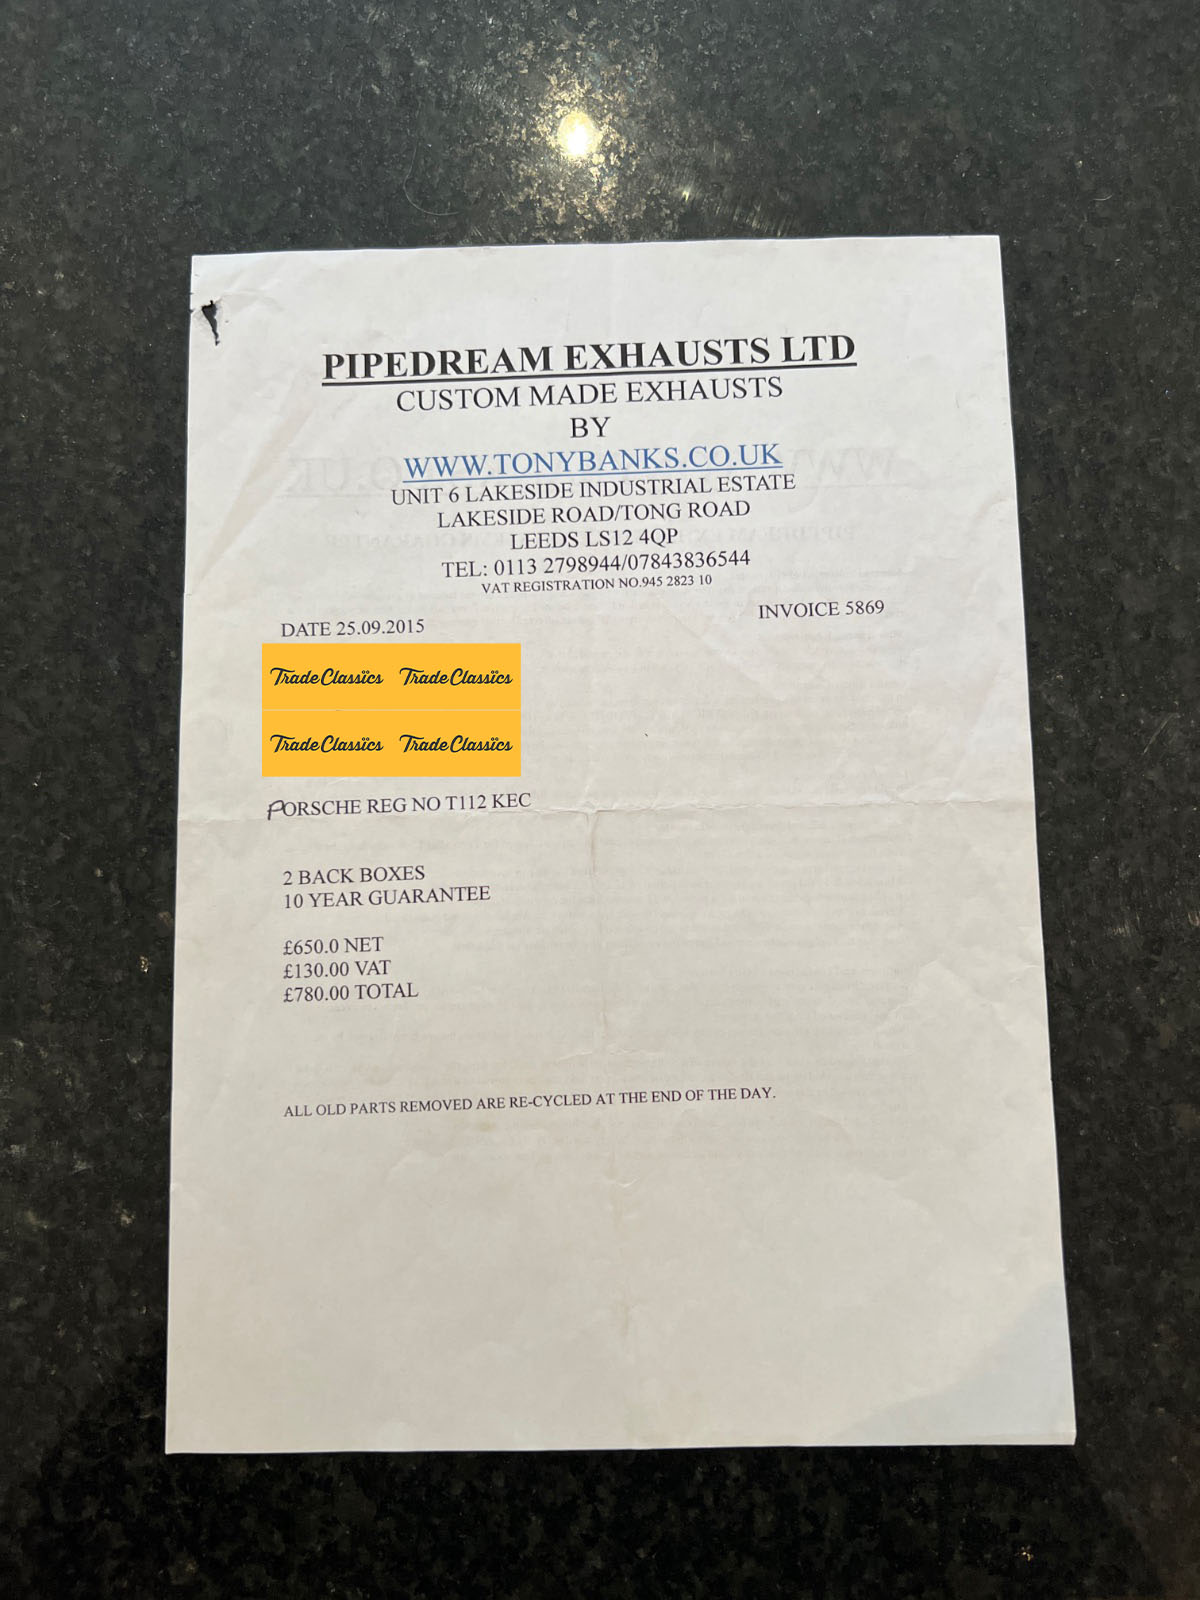 PIPEDREAM EXHAUSTS LTD
CUSTOM MADE EXHAUSTS
BY
WWW.TONYBANKS.CO.UK
UNIT 6 LAKESIDE INDUSTRIAL ESTATE
LAKESIDE ROAD/TONG ROAD
LEEDS LS12 4QP
TEL: 0113 2798944/07843836544
VAT REGISTRATION NO.945 2823 10
DATE 25.09.2015 INVOICE 5869
TradeClassics TradeClassics
TradeClassics TradeClassics
PORSCHE REG NO T112 KEC
2 BACK BOXES
10 YEAR GUARANTEE
£650.0 NET
£130.00 VAT
£780.00 TOTAL
ALL OLD PARTS REMOVED ARE RE-CYCLED AT THE END OF THE DAY.